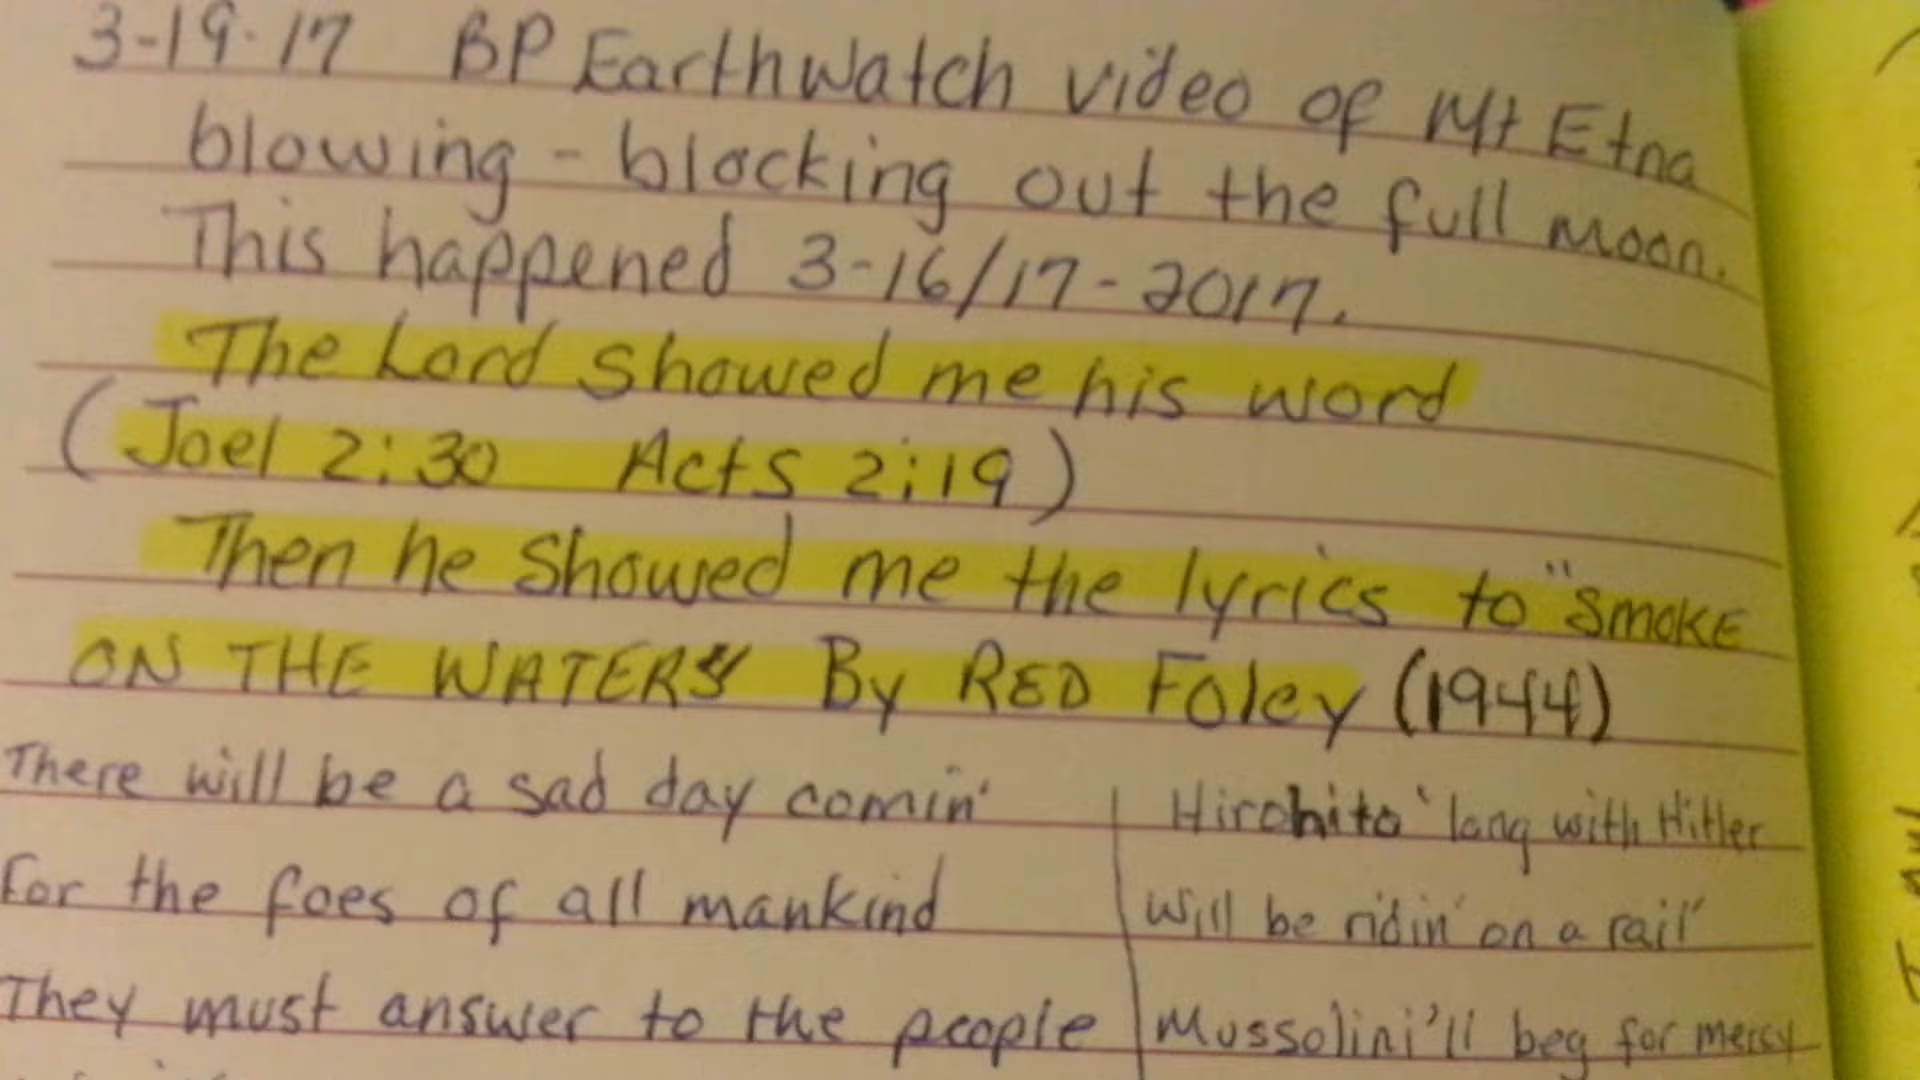 3-19-17 BP Earthwatch video of Mt Etna
blowing - blocking out the full moon.
This happened 3-16/17-2017.
The Lord showed me his word
(Joel 2:30 Acts 2:19)
Then he showed me the lyrics to "SMOKE
ON THE WATER" By RED Foley (1944)
There will be a sad day comin'
For the foes of all mankind
They must answer to the people
Hirohito 'long with Hitler
Will be ridin' on a rail
Mussolini'll beg for mercy